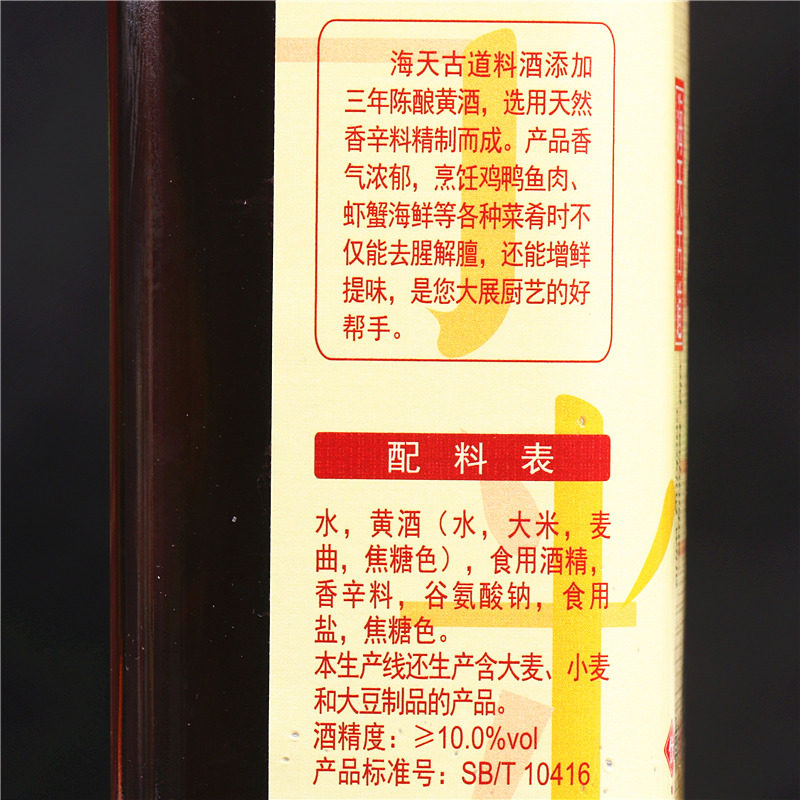 海天古道料酒添加
三年陈酿黄酒，选用天然
香辛料精制而成。产品香
气浓郁，烹饪鸡鸭鱼肉、
虾蟹海鲜等各种菜肴时不
仅能去腥解膻，还能增鲜
提味，是您大展厨艺的好
帮手。
配料表
水，黄酒（水，大米，麦
曲，焦糖色），食用酒精，
香辛料，谷氨酸钠，食用
盐，焦糖色。
本生产线还生产含大麦、小麦
和大豆制品的产品。
酒精度：≥10.0%vol
产品标准号：SB/T 10416